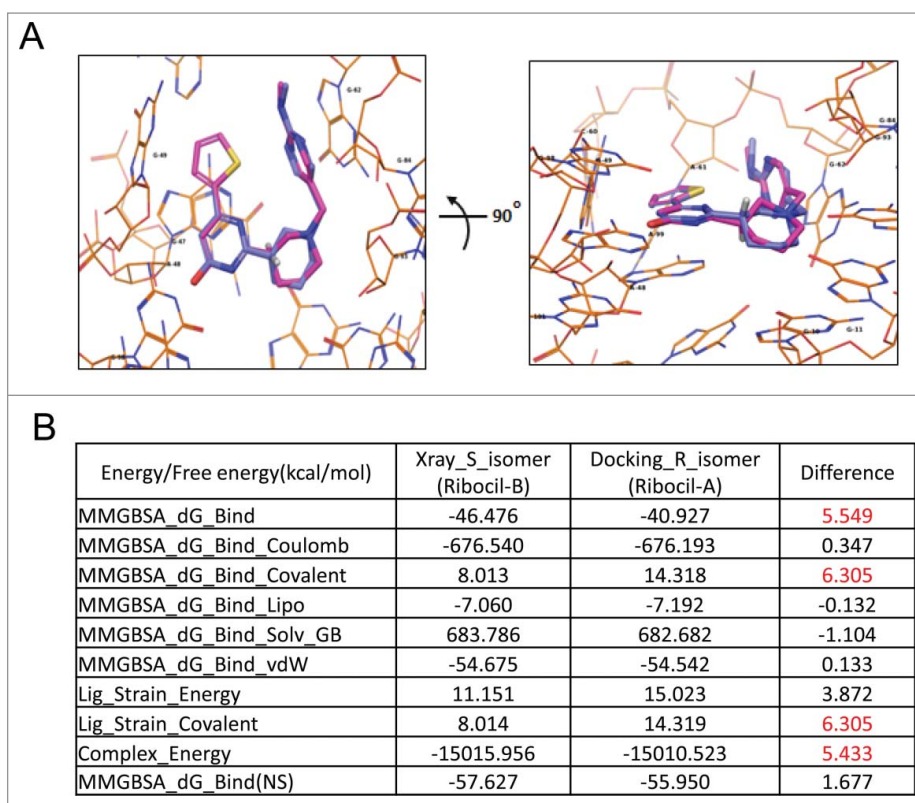 A
G-62
G-49
G-86
G-47
A-48
90°
C-60
A-49
A-61
G-84
G-93
G-62
A-99
A-48
G-10
G-11
B
Energy/Free energy(kcal/mol) Xray_S_isomer (Ribocil-B) Docking_R_isomer (Ribocil-A) Difference
MMGBSA_dG_Bind -46.476 -40.927 5.549
MMGBSA_dG_Bind_Coulomb -676.540 -676.193 0.347
MMGBSA_dG_Bind_Covalent 8.013 14.318 6.305
MMGBSA_dG_Bind_Lipo -7.060 -7.192 -0.132
MMGBSA_dG_Bind_Solv_GB 683.786 682.682 -1.104
MMGBSA_dG_Bind_vdW -54.675 -54.542 0.133
Lig_Strain_Energy 11.151 15.023 3.872
Lig_Strain_Covalent 8.014 14.319 6.305
Complex_Energy -15015.956 -15010.523 5.433
MMGBSA_dG_Bind(NS) -57.627 -55.950 1.677